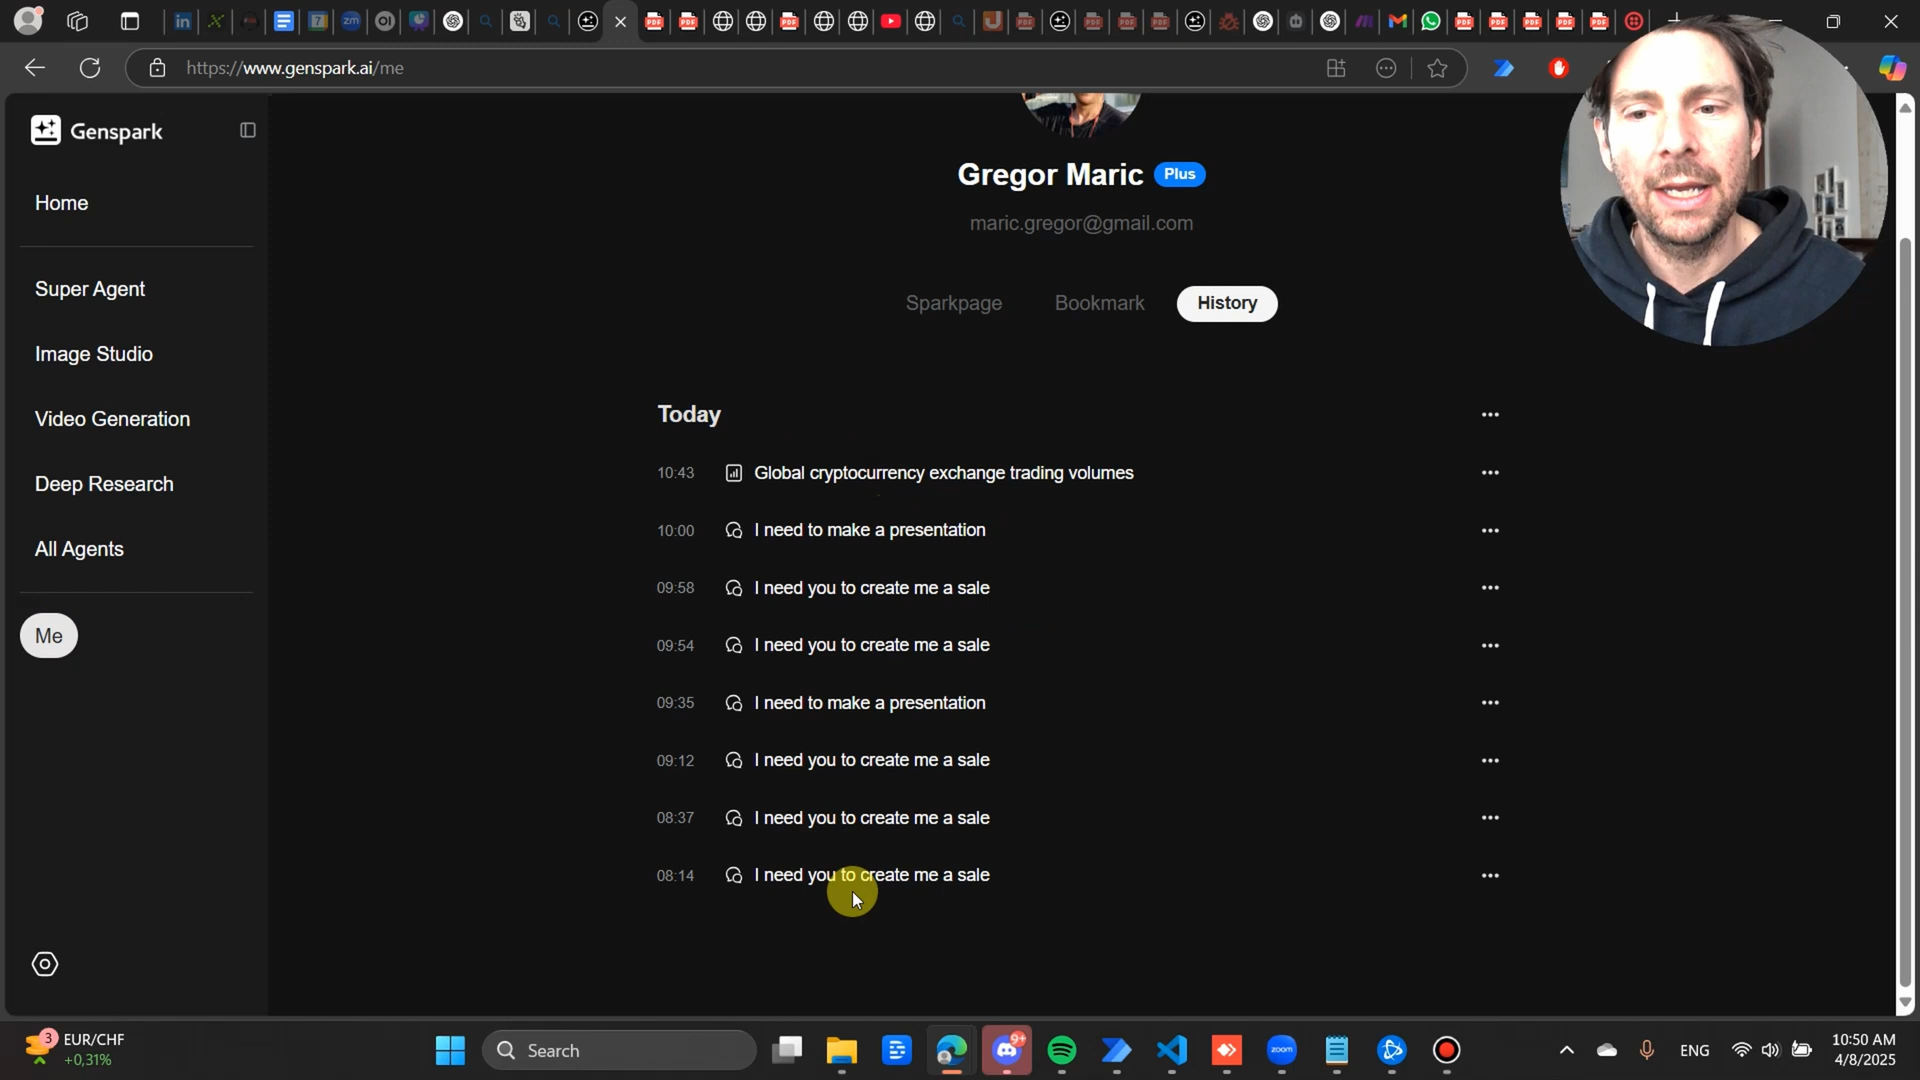 https://www.genspark.ai/me
Genspark
Home
Super Agent
Image Studio
Video Generation
Deep Research
All Agents
Me
Gregor Maric Plus
maric.gregor@gmail.com
Sparkpage Bookmark History
Today
10:43 Global cryptocurrency exchange trading volumes
10:00 I need to make a presentation
09:58 I need you to create me a sale
09:54 I need you to create me a sale
09:35 I need to make a presentation
09:12 I need you to create me a sale
08:37 I need you to create me a sale
08:14 I need you to create me a sale
3 EUR/CHF
+0,31%
Search
9+
zoom
ENG
10:50 AM
4/8/2025